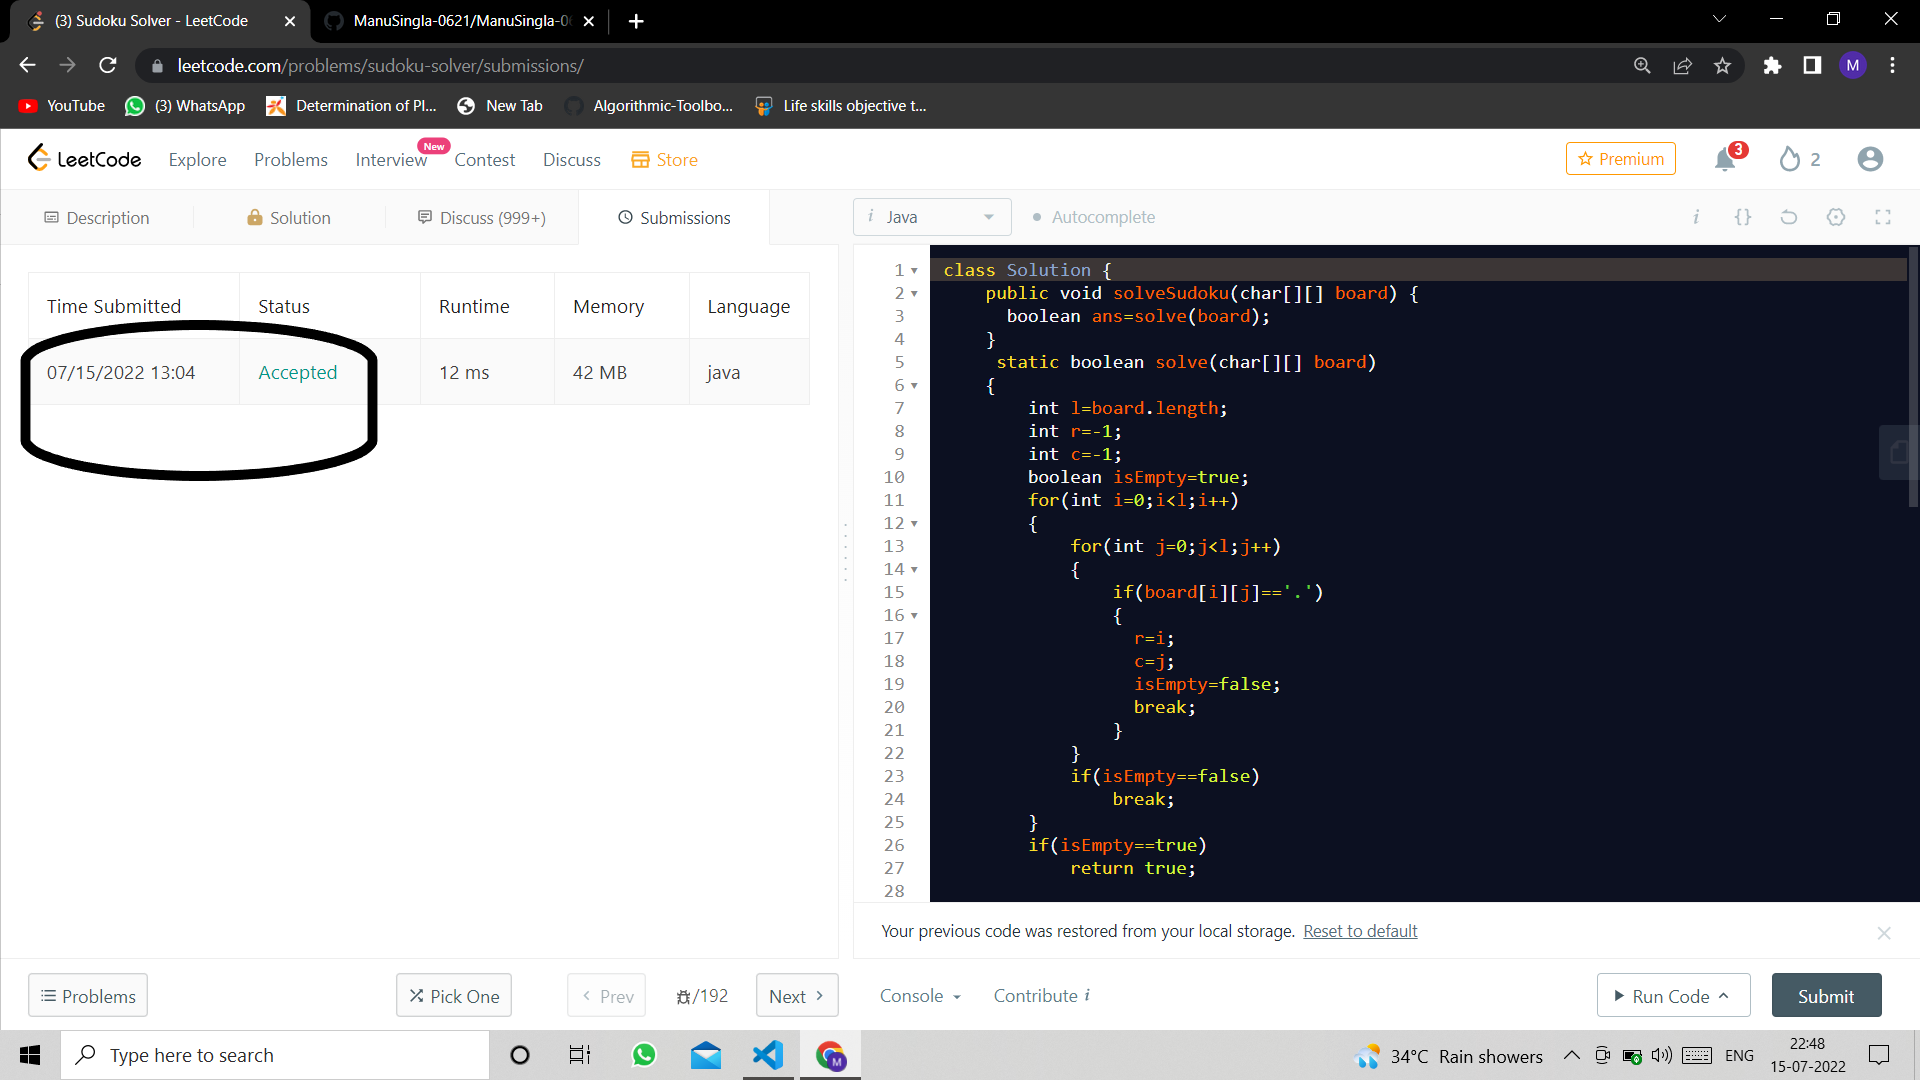 (3) Sudoku Solver - LeetCode
ManuSingla-0621/ManuSingla-0
leetcode.com/problems/sudoku-solver/submissions/
M
YouTube (3) WhatsApp Determination of Pl... New Tab Algorithmic-Toolbo... Life skills objective t...
LeetCode Explore Problems Interview New Contest Discuss Store
Premium 3 2
Description Solution Discuss (999+) Submissions
i Java Autocomplete i {}
Time Submitted Status Runtime Memory Language
07/15/2022 13:04 Accepted 12 ms 42 MB java
1 class Solution {
2 public void solveSudoku(char[][] board) {
3 boolean ans=solve(board);
4 }
5 static boolean solve(char[][] board)
6 {
7 int l=board.length;
8 int r=-1;
9 int c=-1;
10 boolean isEmpty=true;
11 for(int i=0;i<l;i++)
12 {
13 for(int j=0;j<l;j++)
14 {
15 if(board[i][j]=='.')
16 {
17 r=i;
18 c=j;
19 isEmpty=false;
20 break;
21 }
22 }
23 if(isEmpty==false)
24 break;
25 }
26 if(isEmpty==true)
27 return true;
28
Your previous code was restored from your local storage. Reset to default
Problems Pick One Prev /192 Next Console Contribute i Run Code Submit
Type here to search
M
34°C Rain showers ENG
22:48
15-07-2022